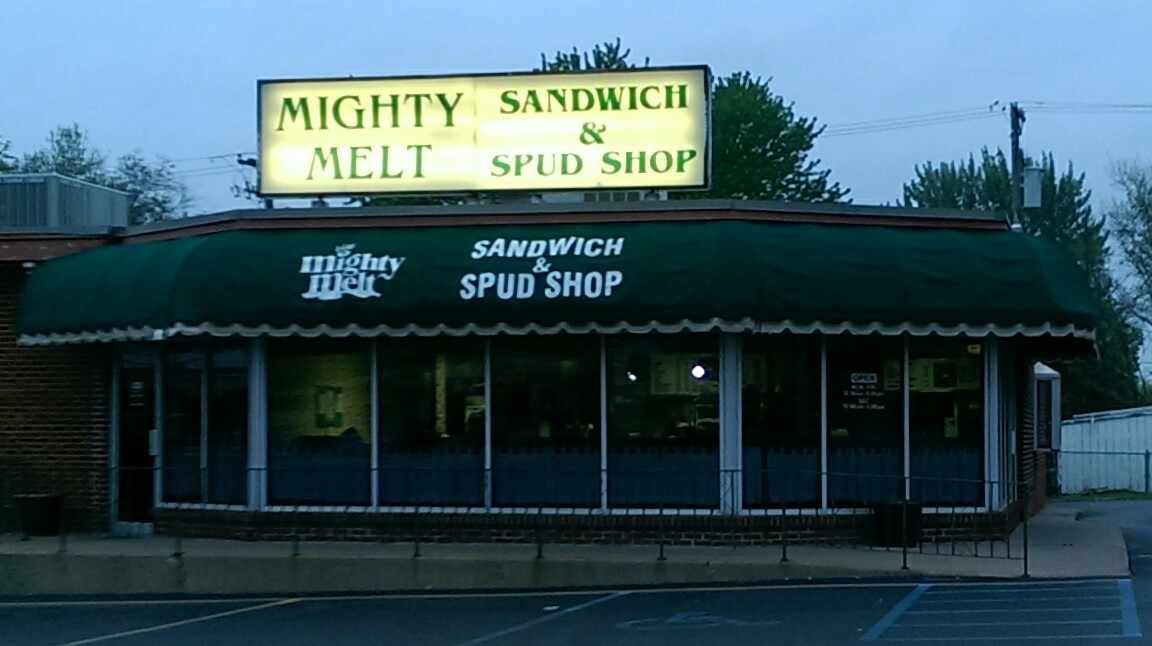 MIGHTY
MELT
SANDWICH
&
SPUD SHOP
mighty
melt
SANDWICH
&
SPUD SHOP
OPEN